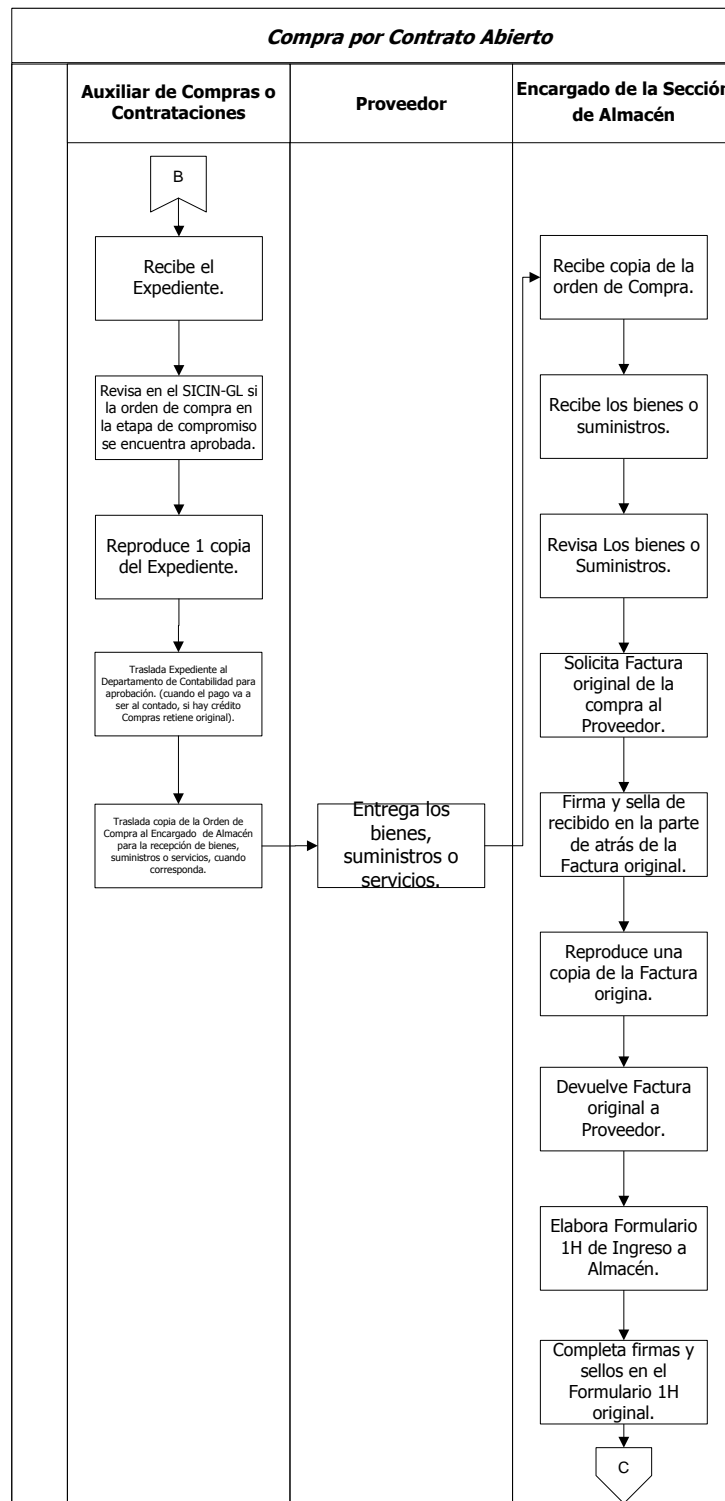 Compra por Contrato Abierto
Auxiliar de Compras o
Contrataciones
Proveedor
Encargado de la Sección
de Almacén
B
Recibe el
Expediente.
Revisa en el SICIN-GL si
la orden de compra en
la etapa de compromiso
se encuentra aprobada.
Reproduce 1 copia
del Expediente.
Traslada Expediente al
Departamento de Contabilidad para
aprobación. (cuando el pago va a
ser al contado, si hay crédito
Compras retiene original).
Traslada copia de la Orden de
Compra al Encargado de Almacén
para la recepción de bienes,
suministros o servicios, cuando
corresponda.
Entrega los
bienes,
suministros o
servicios.
Recibe copia de la
orden de Compra.
Recibe los bienes o
suministros.
Revisa Los bienes o
Suministros.
Solicita Factura
original de la
compra al
Proveedor.
Firma y sella de
recibido en la parte
de atrás de la
Factura original.
Reproduce una
copia de la Factura
origina.
Devuelve Factura
original a
Proveedor.
Elabora Formulario
1H de Ingreso a
Almacén.
Completa firmas y
sellos en el
Formulario 1H
original.
C